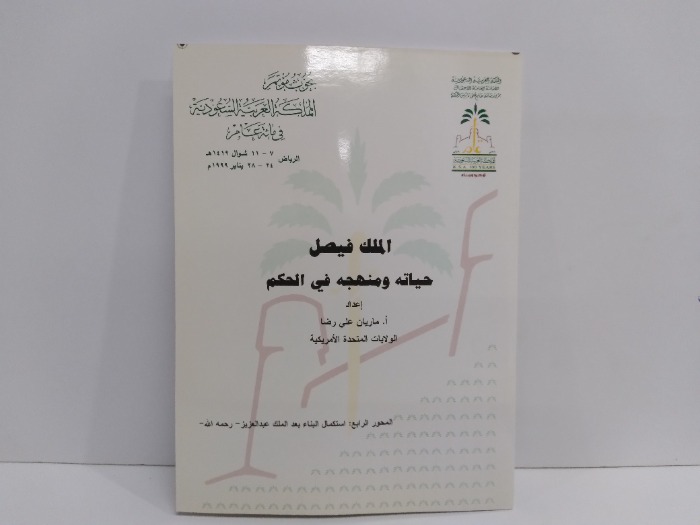 بحوث مؤتمر
المملكة العربية السعودية
في مائة عام
الرياض
٧ - ١١ شوال ١٤١٩هـ
٢٤ - ٢٨ يناير ١٩٩٩م
الملك فيصل
حياته ومنهجه في الحكم
إعداد
أ. ماريان علي رضا
الولايات المتحدة الأمريكية
المحور الرابع: استكمال البناء بعد الملك عبدالعزيز - رحمه الله -